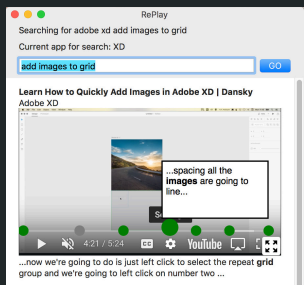 RePlay
Searching for adobe xd add images to grid
Current app for search: XD
add images to grid
GO
Learn How to Quickly Add Images in Adobe XD | Dansky
Adobe XD
...spacing all the
images are going to
line...
4:21 / 5:24
CC
YouTube
...now we're going to do is just left click to select the repeat grid
group and we're going to left click on number two ...